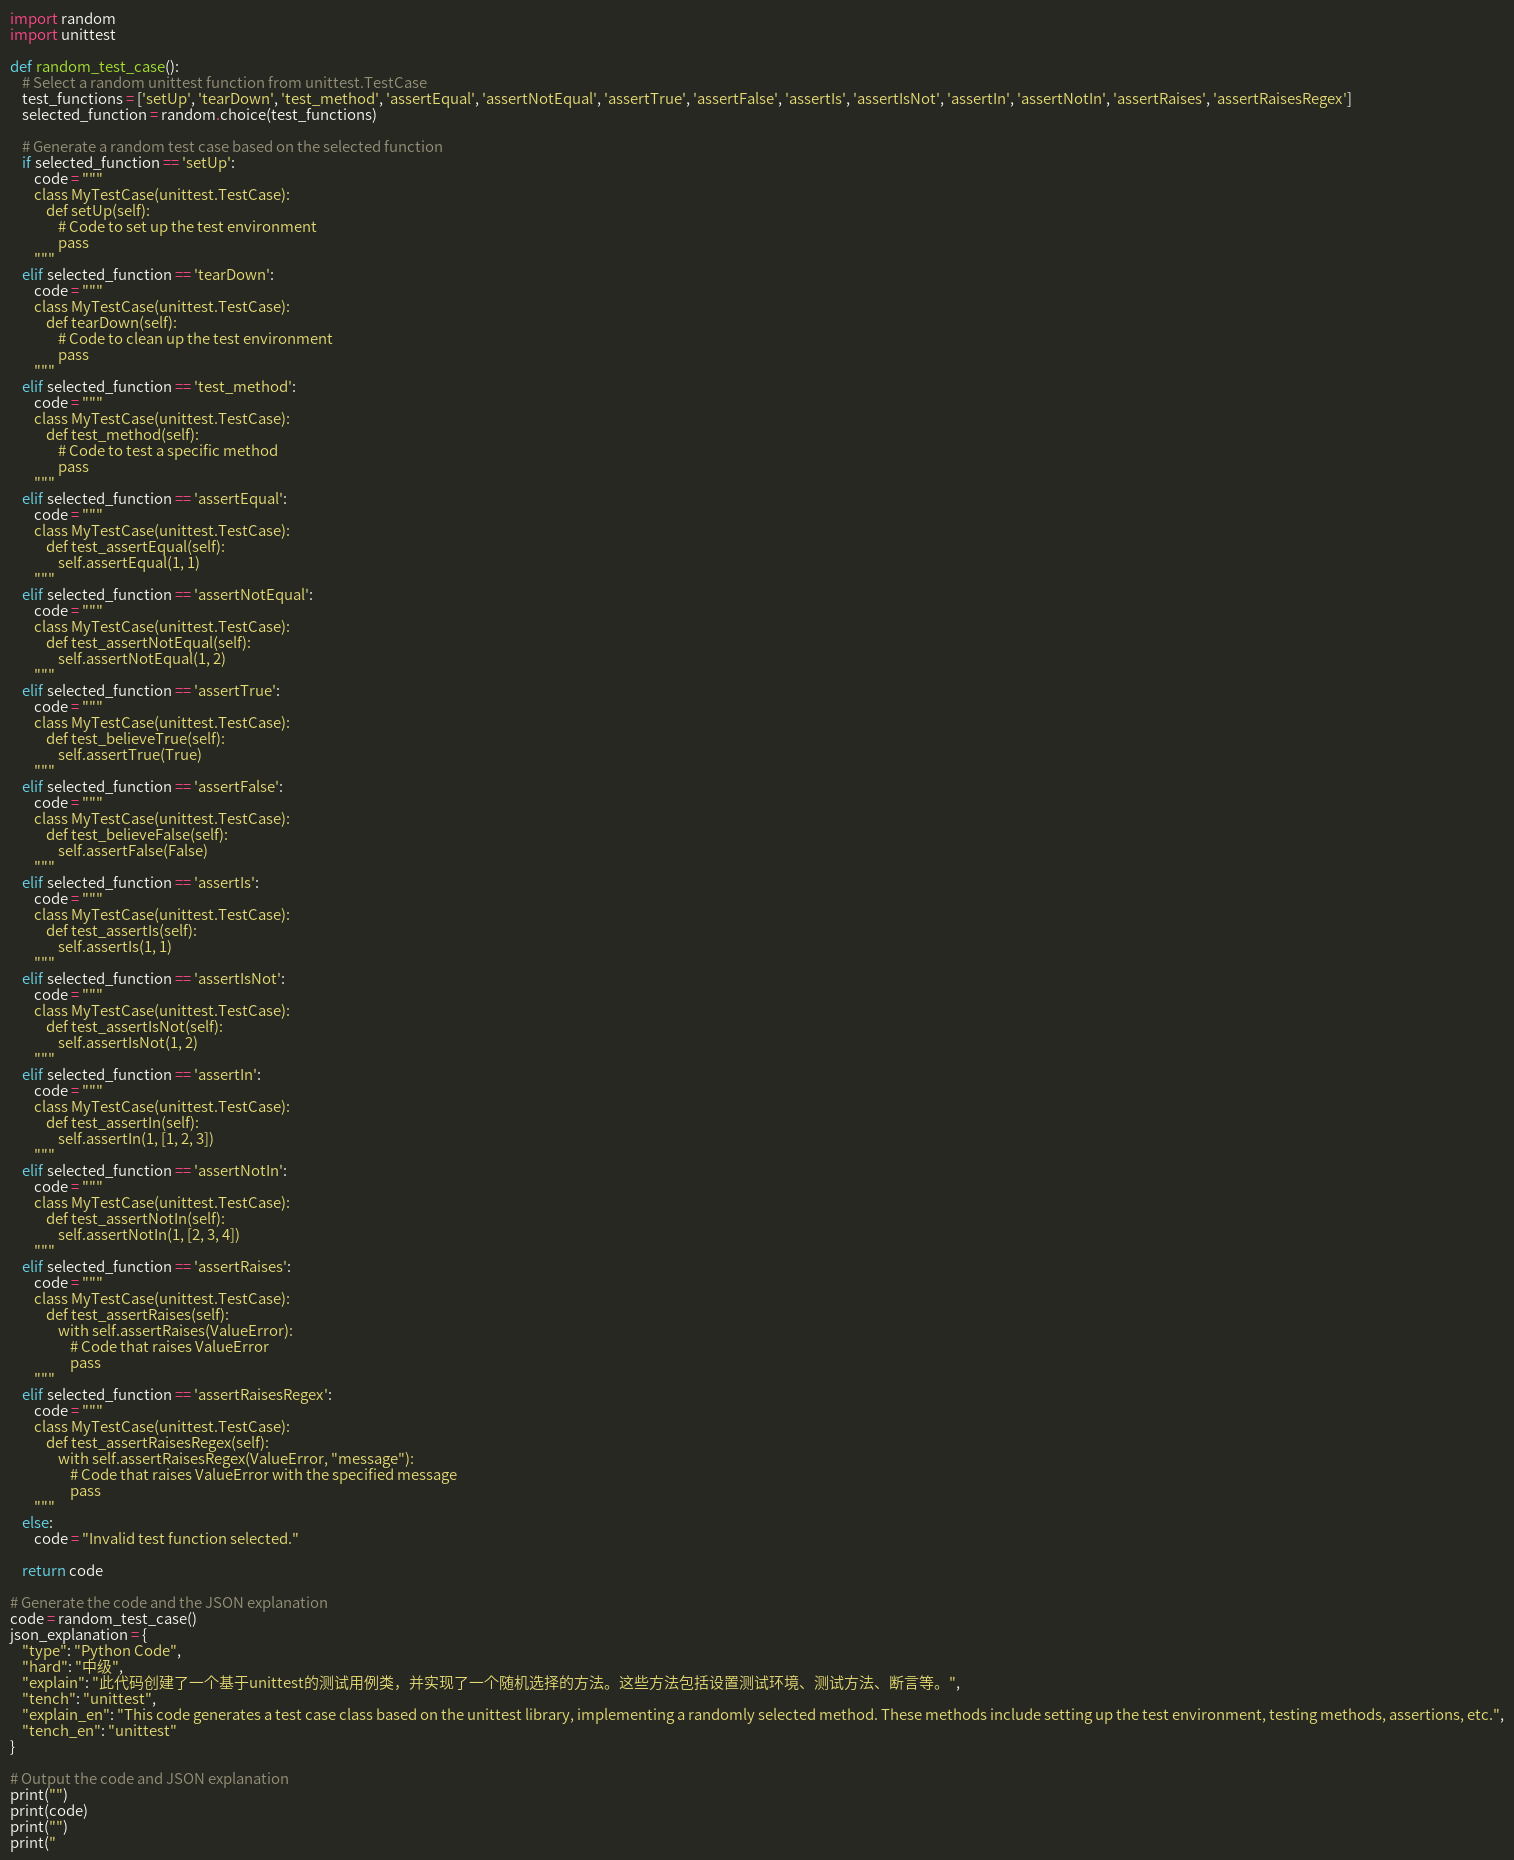 import random
import unittest

def random_test_case():
    # Select a random unittest function from unittest.TestCase
    test_functions = ['setUp', 'tearDown', 'test_method', 'assertEqual', 'assertNotEqual', 'assertTrue', 'assertFalse', 'assertIs', 'assertIsNot', 'assertIn', 'assertNotIn', 'assertRaises', 'assertRaisesRegex']
    selected_function = random.choice(test_functions)

    # Generate a random test case based on the selected function
    if selected_function == 'setUp':
        code = """
        class MyTestCase(unittest.TestCase):
            def setUp(self):
                # Code to set up the test environment
                pass
        """
    elif selected_function == 'tearDown':
        code = """
        class MyTestCase(unittest.TestCase):
            def tearDown(self):
                # Code to clean up the test environment
                pass
        """
    elif selected_function == 'test_method':
        code = """
        class MyTestCase(unittest.TestCase):
            def test_method(self):
                # Code to test a specific method
                pass
        """
    elif selected_function == 'assertEqual':
        code = """
        class MyTestCase(unittest.TestCase):
            def test_assertEqual(self):
                self.assertEqual(1, 1)
        """
    elif selected_function == 'assertNotEqual':
        code = """
        class MyTestCase(unittest.TestCase):
            def test_assertNotEqual(self):
                self.assertNotEqual(1, 2)
        """
    elif selected_function == 'assertTrue':
        code = """
        class MyTestCase(unittest.TestCase):
            def test_believeTrue(self):
                self.assertTrue(True)
        """
    elif selected_function == 'assertFalse':
        code = """
        class MyTestCase(unittest.TestCase):
            def test_believeFalse(self):
                self.assertFalse(False)
        """
    elif selected_function == 'assertIs':
        code = """
        class MyTestCase(unittest.TestCase):
            def test_assertIs(self):
                self.assertIs(1, 1)
        """
    elif selected_function == 'assertIsNot':
        code = """
        class MyTestCase(unittest.TestCase):
            def test_assertIsNot(self):
                self.assertIsNot(1, 2)
        """
    elif selected_function == 'assertIn':
        code = """
        class MyTestCase(unittest.TestCase):
            def test_assertIn(self):
                self.assertIn(1, [1, 2, 3])
        """
    elif selected_function == 'assertNotIn':
        code = """
        class MyTestCase(unittest.TestCase):
            def test_assertNotIn(self):
                self.assertNotIn(1, [2, 3, 4])
        """
    elif selected_function == 'assertRaises':
        code = """
        class MyTestCase(unittest.TestCase):
            def test_assertRaises(self):
                with self.assertRaises(ValueError):
                    # Code that raises ValueError
                    pass
        """
    elif selected_function == 'assertRaisesRegex':
        code = """
        class MyTestCase(unittest.TestCase):
            def test_assertRaisesRegex(self):
                with self.assertRaisesRegex(ValueError, "message"):
                    # Code that raises ValueError with the specified message
                    pass
        """
    else:
        code = "Invalid test function selected."

    return code

# Generate the code and the JSON explanation
code = random_test_case()
json_explanation = {
    "type": "Python Code",
    "hard": "中级",
    "explain": "此代码创建了一个基于unittest的测试用例类，并实现了一个随机选择的方法。这些方法包括设置测试环境、测试方法、断言等。",
    "tench": "unittest",
    "explain_en": "This code generates a test case class based on the unittest library, implementing a randomly selected method. These methods include setting up the test environment, testing methods, assertions, etc.",
    "tench_en": "unittest"
}

# Output the code and JSON explanation
print("")
print(code)
print("")
print("